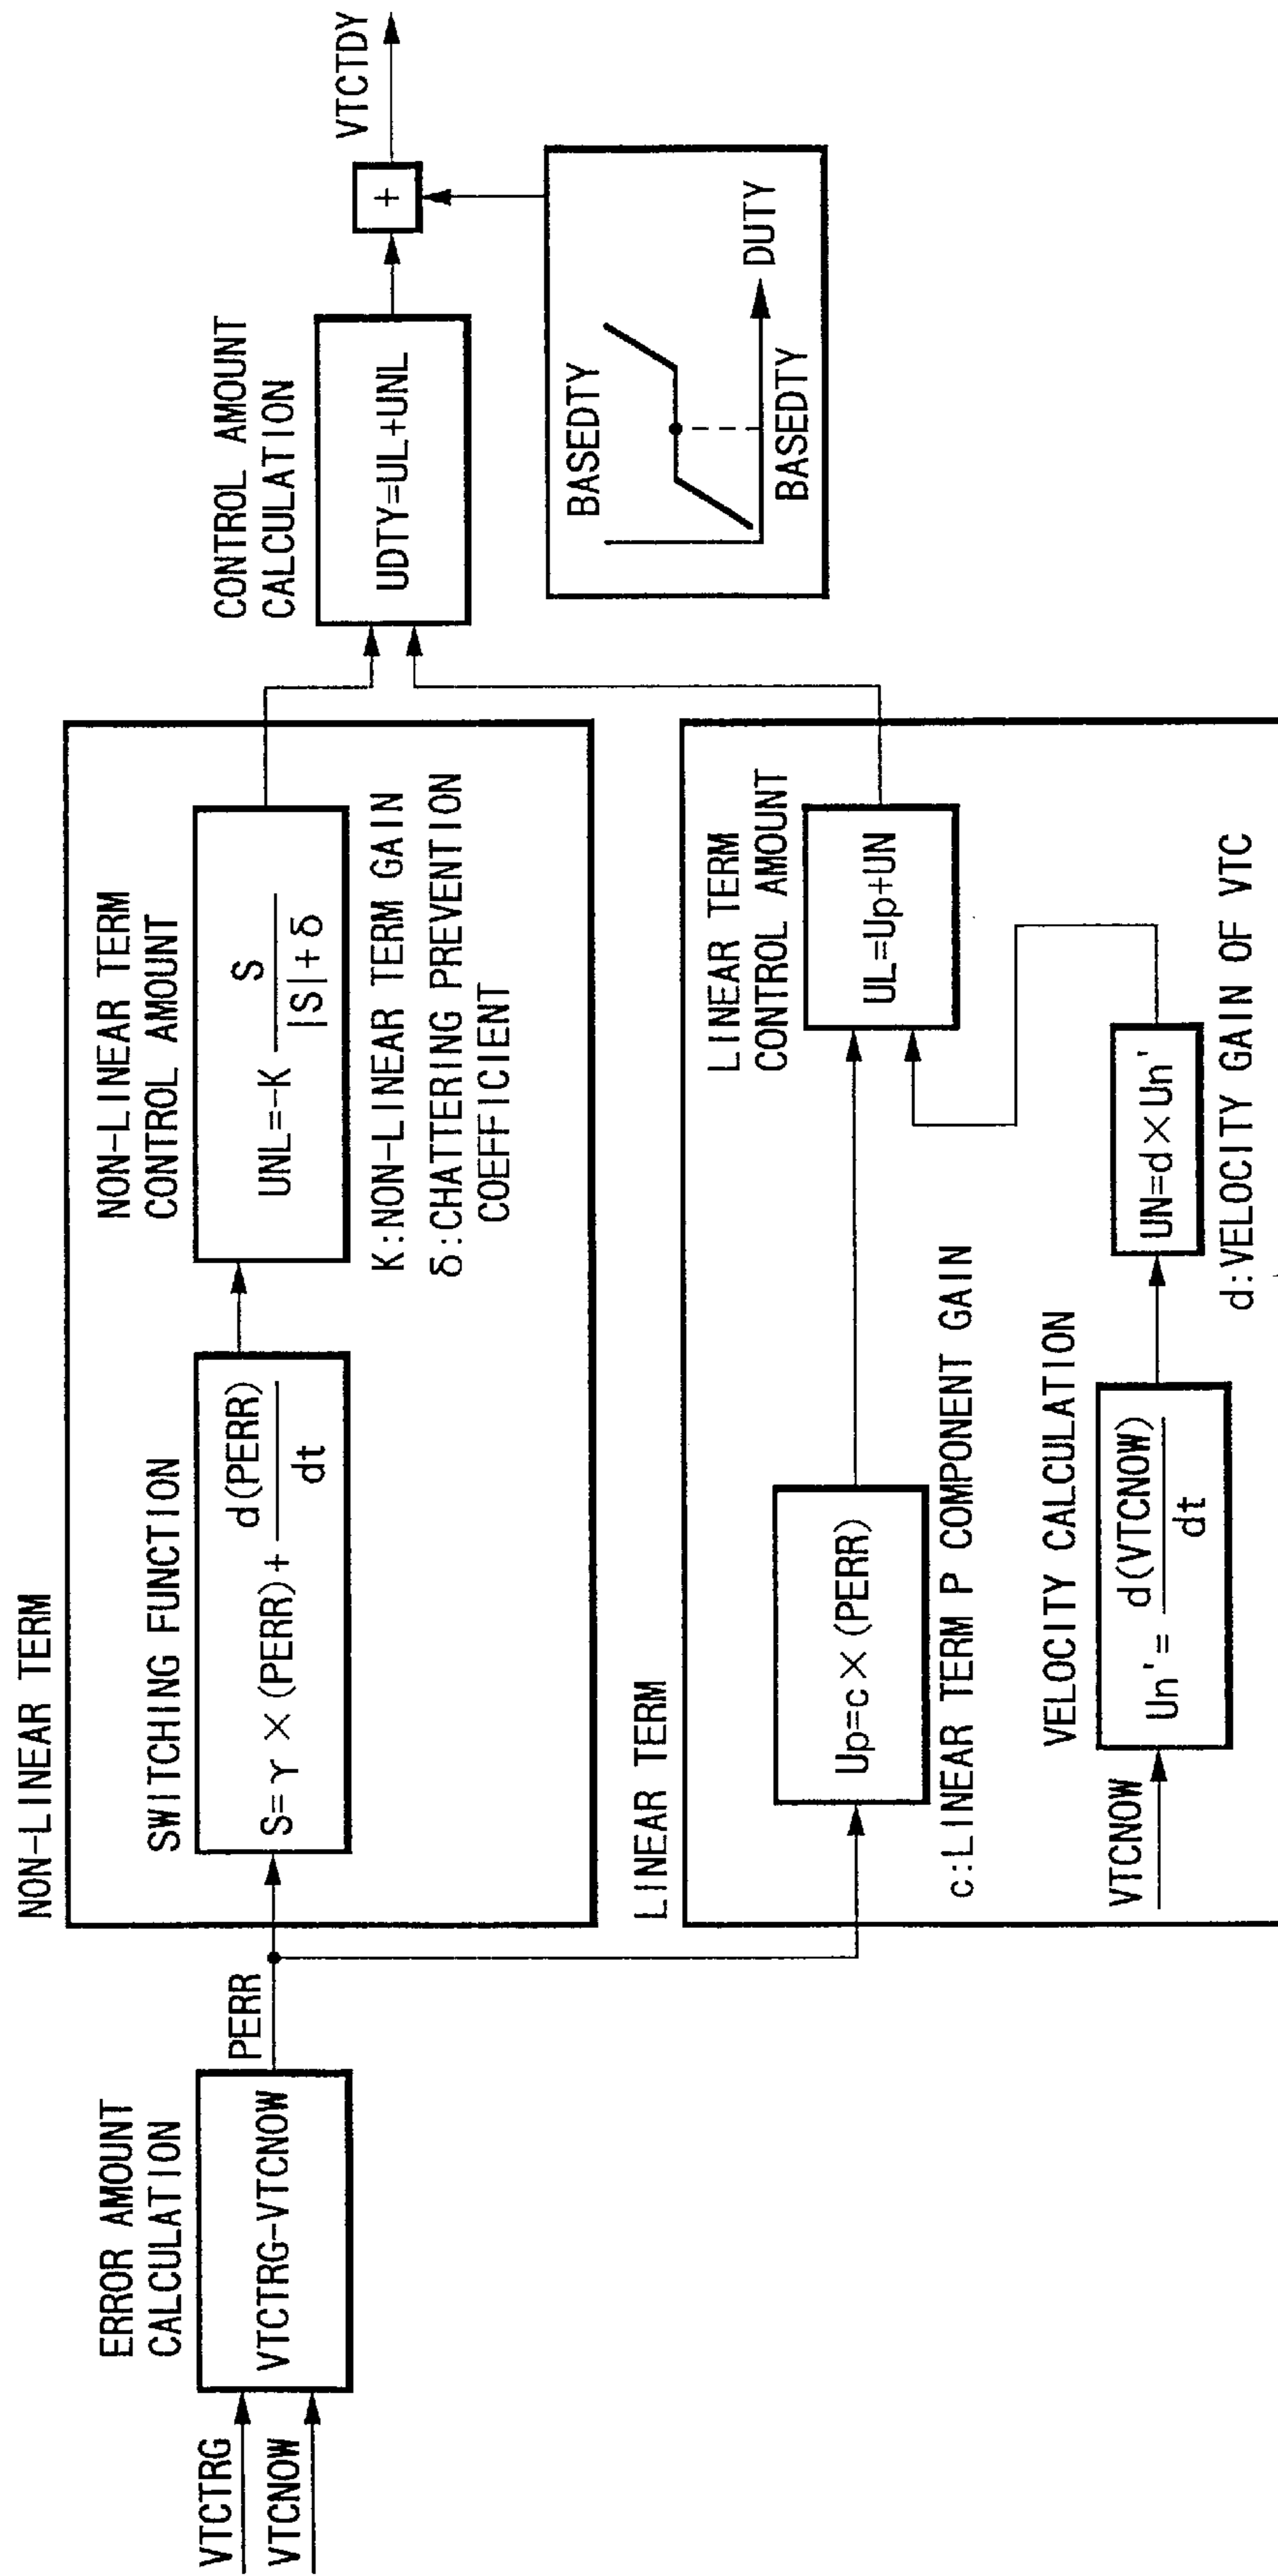 VTCTRG
VTCNOW
ERROR AMOUNT
CALCULATION
VTCTRG-VTCNOW
PERR
NON-LINEAR TERM
SWITCHING FUNCTION
S=γ×(PERR)+ d(PERR)/dt
NON-LINEAR TERM
CONTROL AMOUNT
UNL=-K S/|S|+δ
K:NON-LINEAR TERM GAIN
δ:CHATTERING PREVENTION
COEFFICIENT
LINEAR TERM
Up=c×(PERR)
c:LINEAR TERM P COMPONENT GAIN
VTCNOW
VELOCITY CALCULATION
Un'= d(VTCNOW)/dt
UN=d×Un'
d:VELOCITY GAIN OF VTC
LINEAR TERM
CONTROL AMOUNT
UL=Up+UN
CONTROL AMOUNT
CALCULATION
UDTY=UL+UNL
BASEDTY
BASEDTY
DUTY
+
VTCTDY